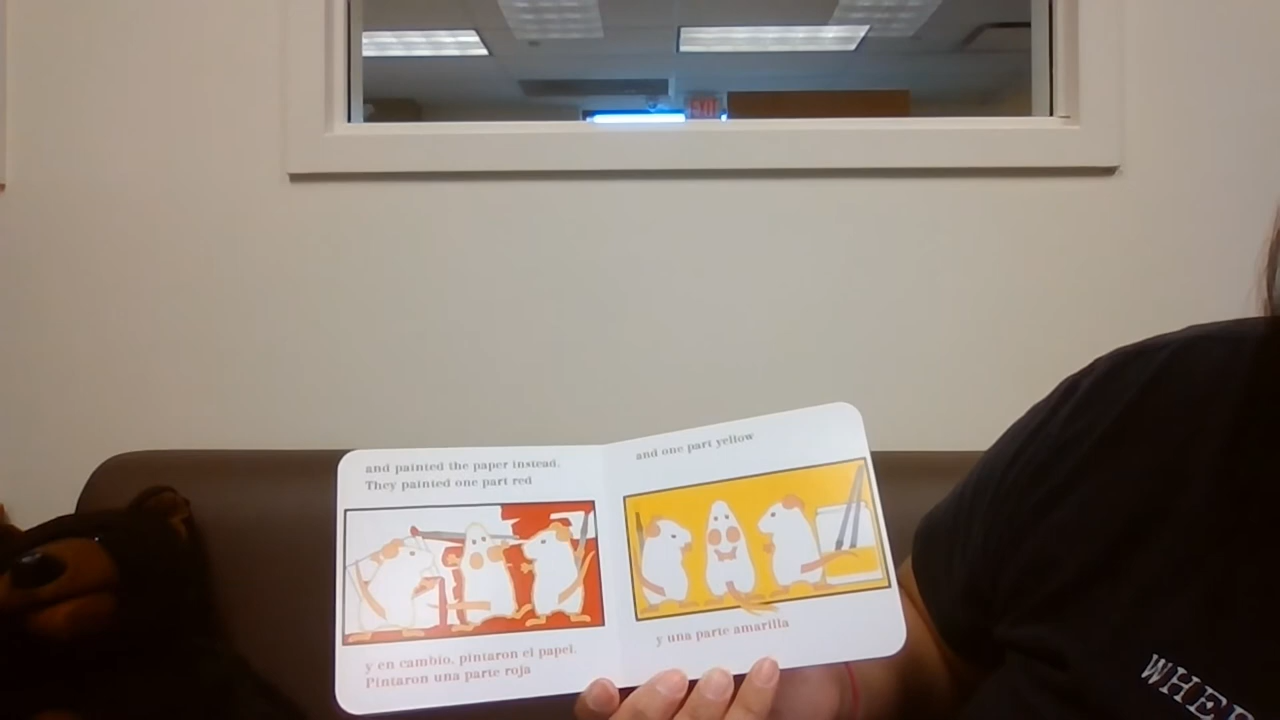 EXIT
and painted the paper instead.
They painted one part red
y en cambio, pintaron el papel.
Pintaron una parte roja
and one part yellow
y una parte amarilla